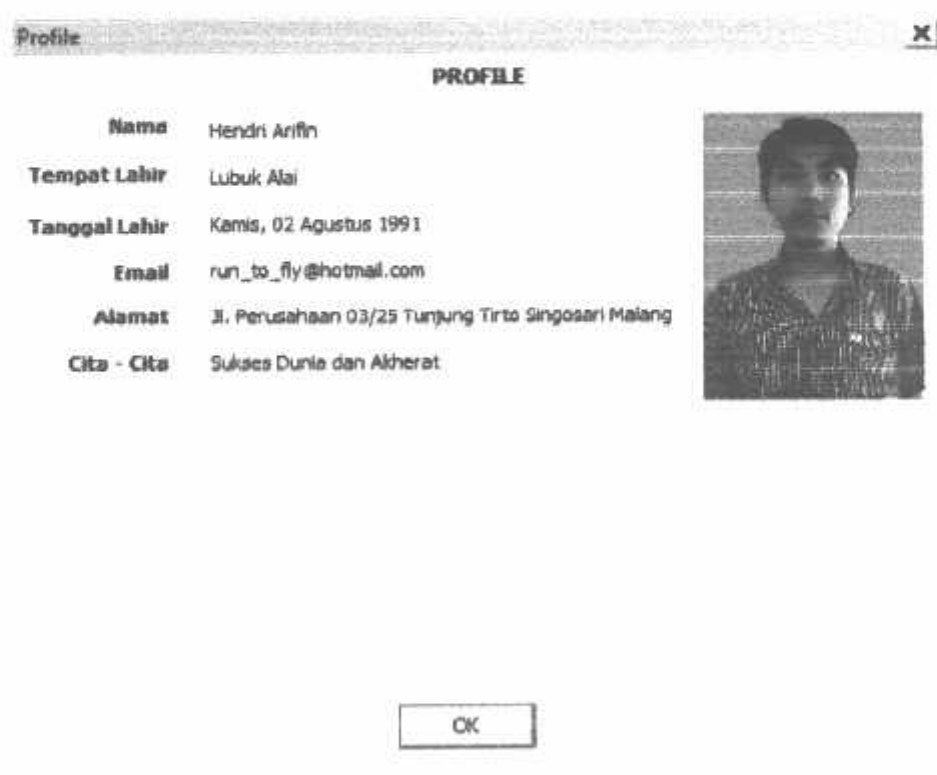 Profile
PROFILE
Nama Hendri Arifin
Tempat Lahir Lubuk Alai
Tanggal Lahir Kamis, 02 Agustus 1991
Email run_to_fly@hotmail.com
Alamat Jl. Perusahaan 03/25 Tunjung Tirto Singosari Malang
Cita - Cita Sukses Dunia dan Akherat
OK